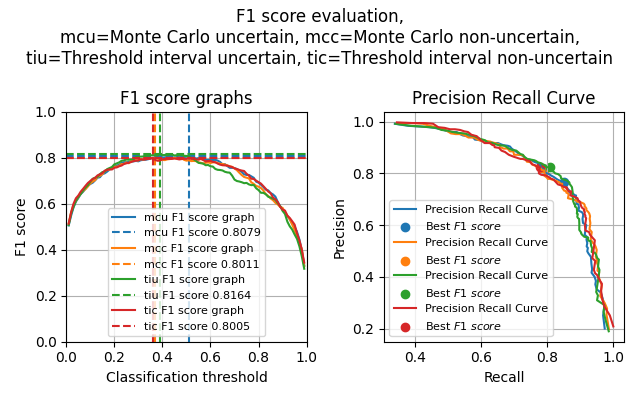 F1 score evaluation,
mcu=Monte Carlo uncertain, mcc=Monte Carlo non-uncertain,
tiu=Threshold interval uncertain, tic=Threshold interval non-uncertain
F1 score graphs
F1 score
1.0
0.8
0.6
0.4
0.2
0.0
mcu F1 score graph
mcu F1 score 0.8079
mcc F1 score graph
mcc F1 score 0.8011
tiu F1 score graph
tiu F1 score 0.8164
tic F1 score graph
tic F1 score 0.8005
0.0 0.2 0.4 0.6 0.8 1.0
Classification threshold
Precision Recall Curve
Precision
1.0
0.8
0.6
0.4
0.2
Precision Recall Curve
Best F1 score
Precision Recall Curve
Best F1 score
Precision Recall Curve
Best F1 score
Precision Recall Curve
Best F1 score
0.4 0.6 0.8 1.0
Recall